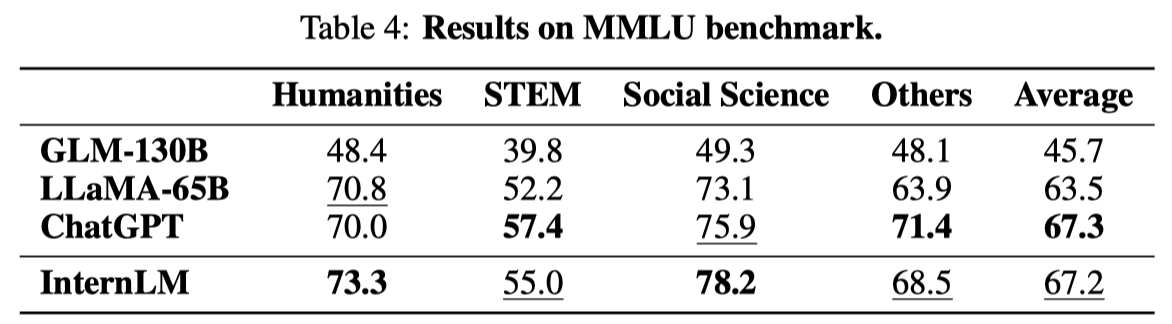 Table 4: Results on MMLU benchmark.
Humanities STEM Social Science Others Average
GLM-130B 48.4 39.8 49.3 48.1 45.7
LLaMA-65B 70.8 52.2 73.1 63.9 63.5
ChatGPT 70.0 57.4 75.9 71.4 67.3
InternLM 73.3 55.0 78.2 68.5 67.2